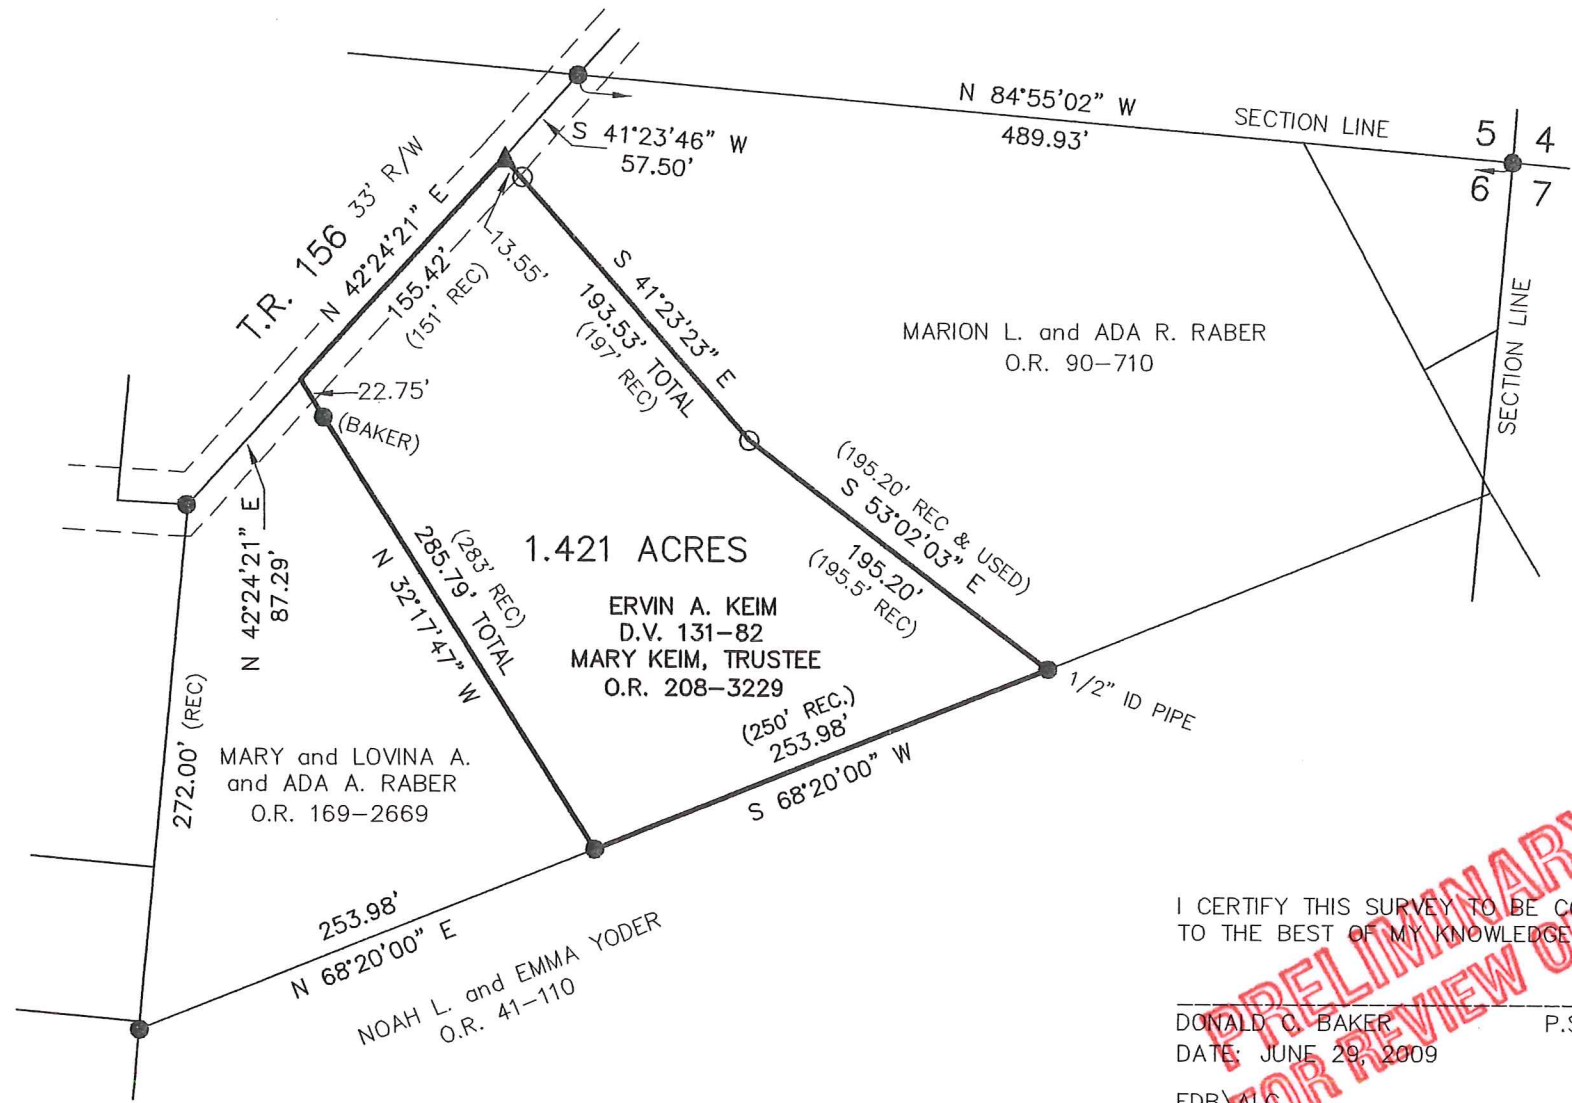 N 84°55'02" W
489.93'
SECTION LINE
5 4
6 7
S 41°23'46" W
57.50'
T.R. 156 33' R/W
N 42°24'21" E
155.42'
(151' REC)
13.55'
S 41°23'23" E
193.53' TOTAL
(197' REC)
MARION L. and ADA R. RABER
O.R. 90-710
SECTION LINE
22.75'
(BAKER)
(195.20' REC & USED)
S 53°02'03" E
195.20'
(195.5' REC)
N 42°24'21" E
87.29'
(283' REC)
285.79' TOTAL
N 32°17'47" W
1.421 ACRES
ERVIN A. KEIM
D.V. 131-82
MARY KEIM, TRUSTEE
O.R. 208-3229
1/2" ID PIPE
(250' REC.)
253.98'
S 68°20'00" W
272.00' (REC)
MARY and LOVINA A.
and ADA A. RABER
O.R. 169-2669
253.98'
N 68°20'00" E
NOAH L. and EMMA YODER
O.R. 41-110
I CERTIFY THIS SURVEY TO BE
TO THE BEST OF MY KNOWLEDGE
DONALD C. BAKER P.S
DATE: JUNE 29, 2009
PRELIMINARY
FOR REVIEW